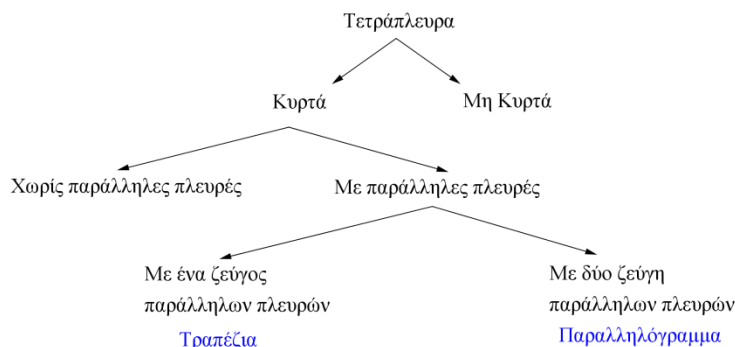 Τετράπλευρα
Κυρτά
Μη Κυρτά
Χωρίς παράλληλες πλευρές
Με παράλληλες πλευρές
Με ένα ζεύγος
παράλληλων πλευρών
Τραπέζια
Με δύο ζεύγη
παράλληλων πλευρών
Παραλληλόγραμμα